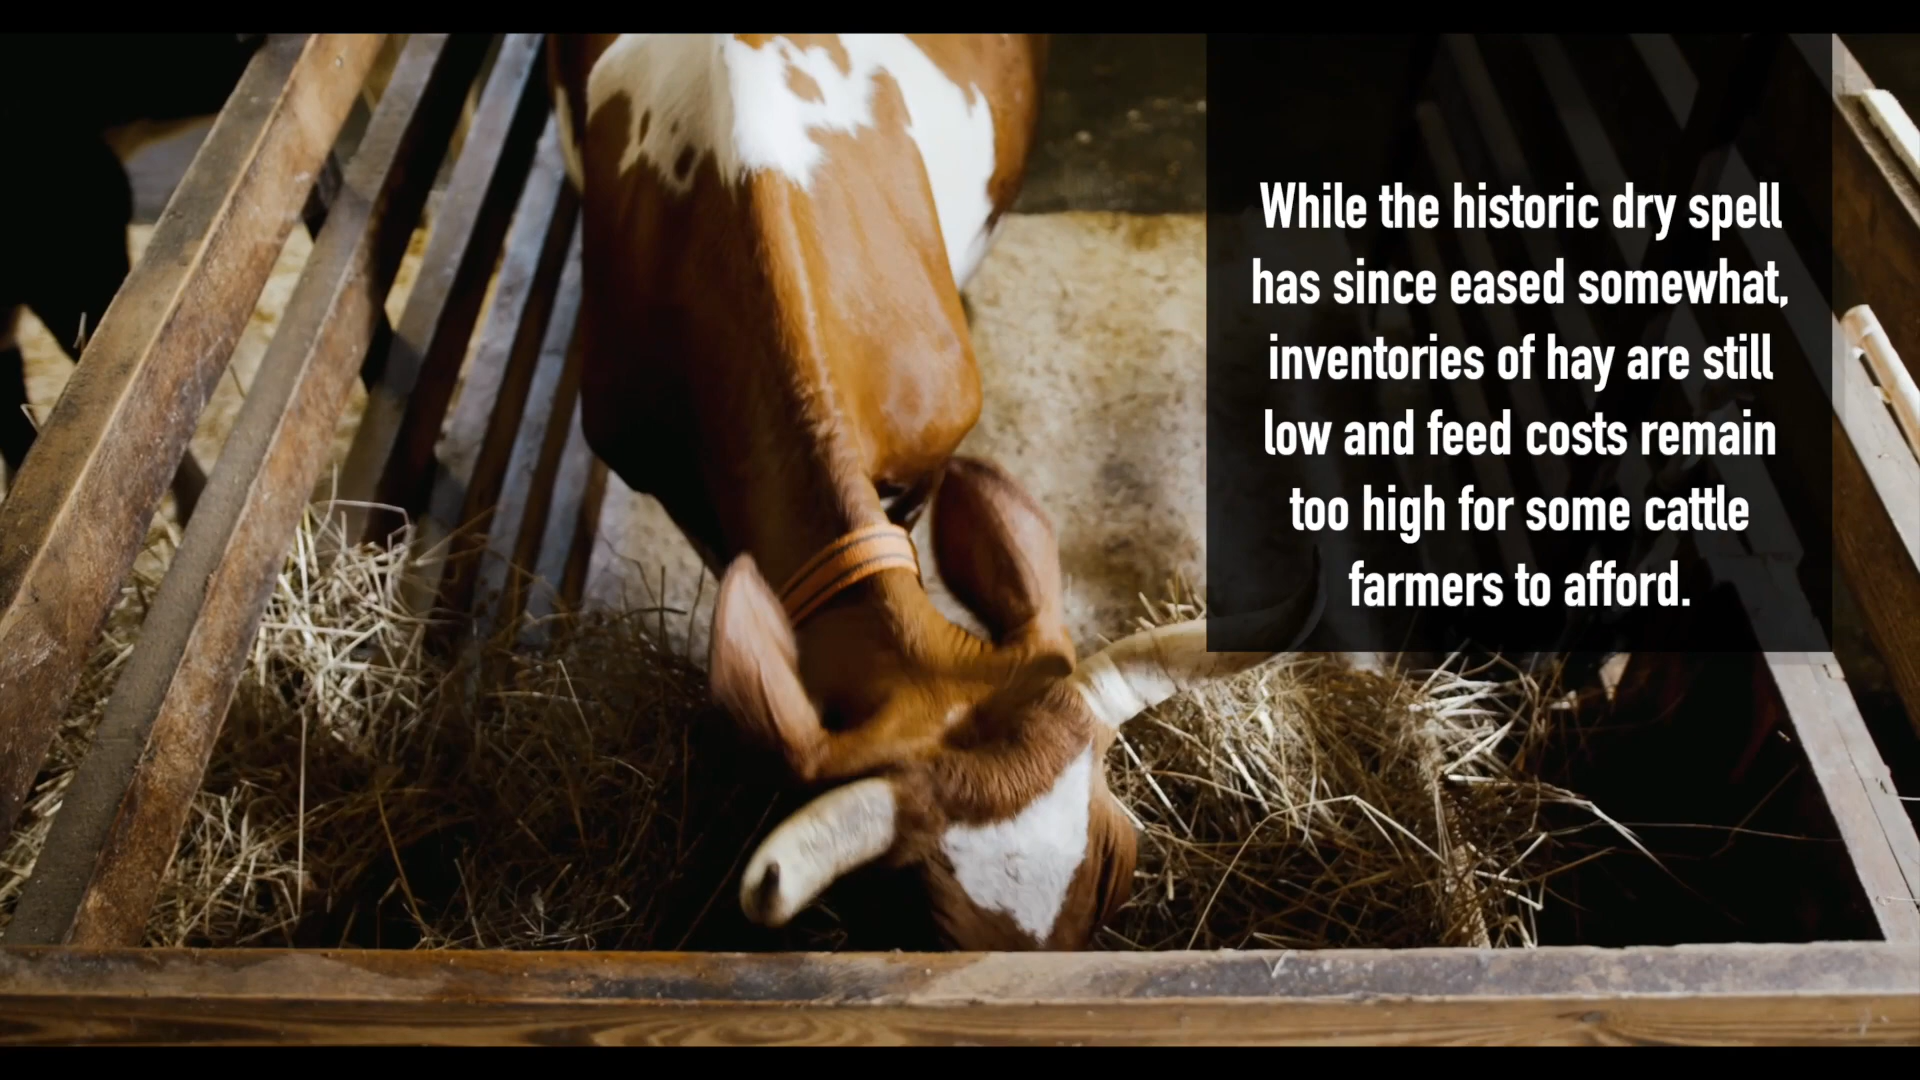 While the historic dry spell
has since eased somewhat,
inventories of hay are still
low and feed costs remain
too high for some cattle
farmers to afford.